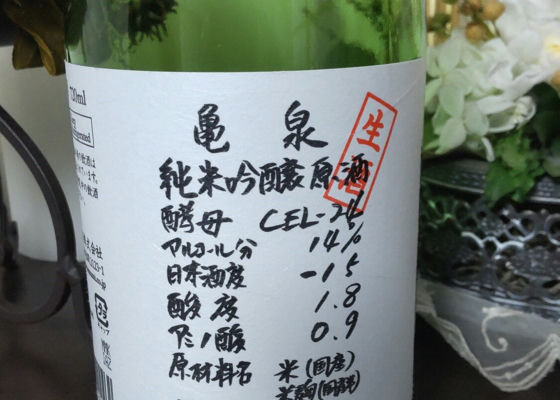 亀泉
生酒
純米吟醸原酒
酵母 CEL-24
アルコール分 14%
日本酒度 -15
酸度 1.8
アミノ酸 0.9
原材料名 米(国産)
米麹(国産米)
720ml